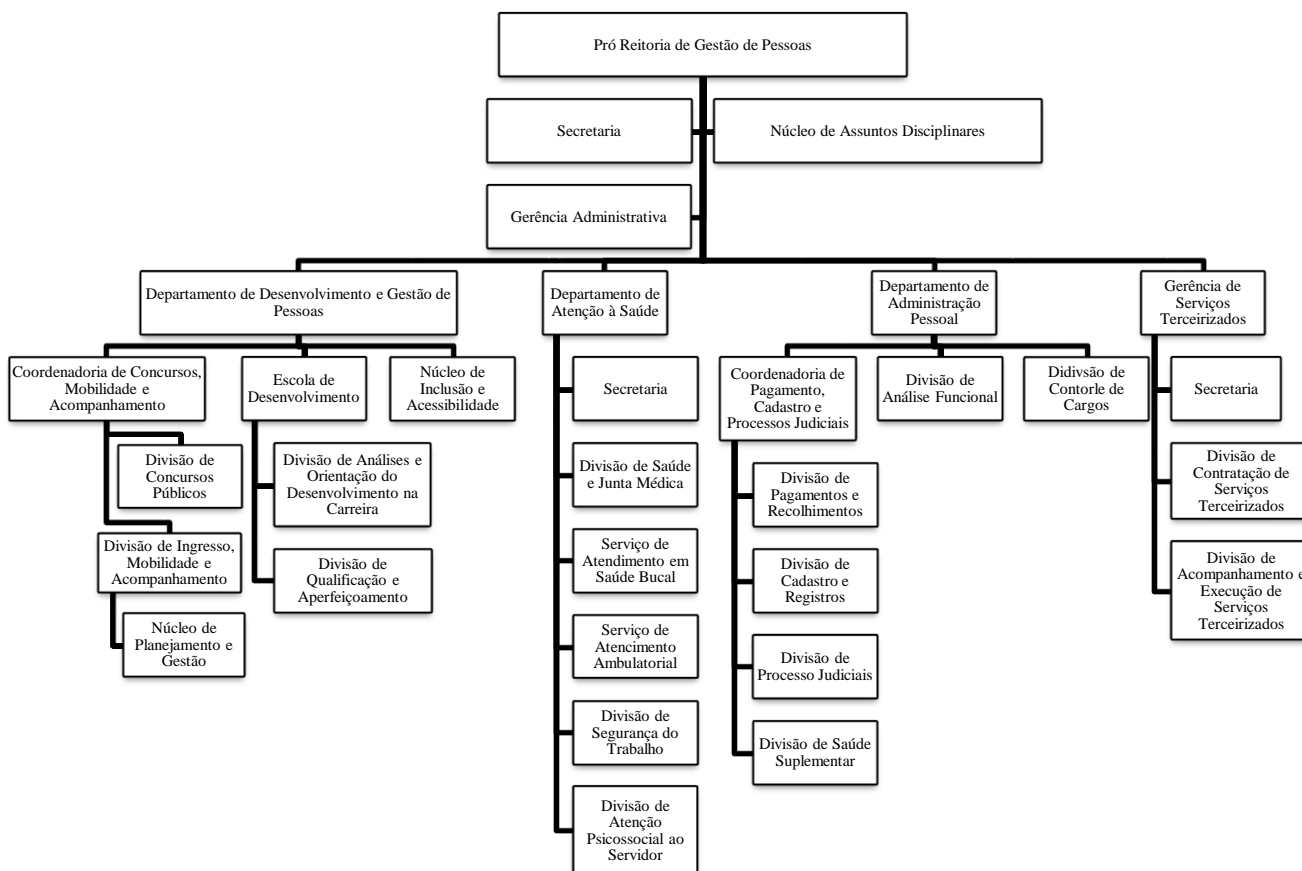 Pró Reitoria de Gestão de Pessoas
Secretaria
Núcleo de Assuntos Disciplinares
Gerência Administrativa
Departamento de Desenvolvimento e Gestão de
Pessoas
Departamento de
Atenção à Saúde
Departamento de
Administração
Pessoal
Gerência de
Serviços
Terceirizados
Coordenadoria de Concursos,
Mobilidade e
Acompanhamento
Divisão de
Concursos
Públicos
Divisão de Ingresso,
Mobilidade e
Acompanhamento
Núcleo de
Planejamento e
Gestão
Escola de
Desenvolvimento
Divisão de Análises e
Orientação do
Desenvolvimento na
Carreira
Divisão de
Qualificação e
Aperfeiçoamento
Núcleo de
Inclusão e
Acessibilidade
Secretaria
Divisão de Saúde
e Junta Médica
Serviço de
Atendimento em
Saúde Bucal
Serviço de
Atencimento
Ambulatorial
Divisão de
Segurança do
Trabalho
Divisão de
Atenção
Psicossocial ao
Servidor
Coordenadoria de
Pagamento,
Cadastro e
Processos Judiciais
Divisão de
Pagamentos e
Recolhimentos
Divisão de
Cadastro e
Registros
Divisão de
Processo Judiciais
Divisão de Saúde
Suplementar
Divisão de
Análise Funcional
Didivsão de
Contorle de
Cargos
Secretaria
Divisão de
Contratação de
Serviços
Terceirizados
Divisão de
Acompanhamento e
Execução de
Serviços
Terceirizados